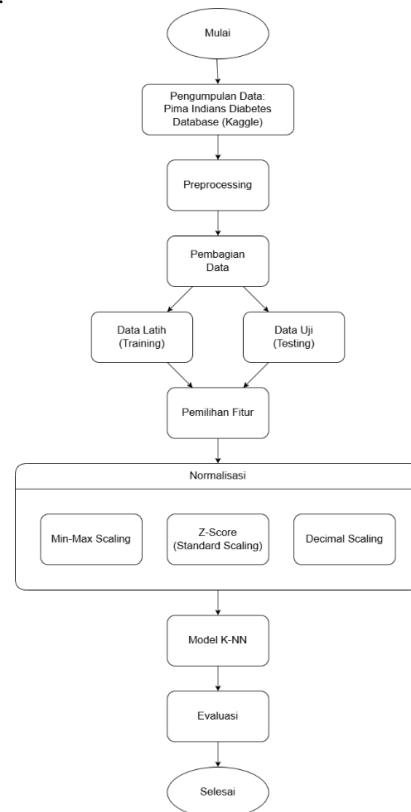 Mulai
Pengumpulan Data:
Pima Indians Diabetes
Database (Kaggle)
Preprocessing
Pembagian
Data
Data Latih
(Training)
Data Uji
(Testing)
Pemilihan Fitur
Normalisasi
Min-Max Scaling
Z-Score
(Standard Scaling)
Decimal Scaling
Model K-NN
Evaluasi
Selesai